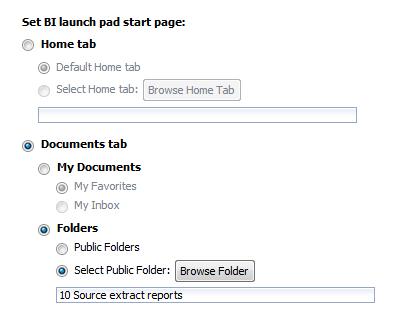 Set BI launch pad start page:
Home tab
Default Home tab
Select Home tab: Browse Home Tab
Documents tab
My Documents
My Favorites
My Inbox
Folders
Public Folders
Select Public Folder: Browse Folder
10 Source extract reports